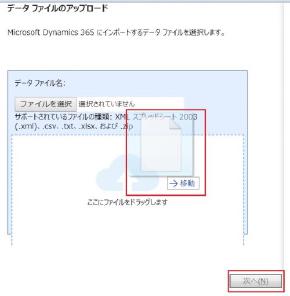 データ ファイルのアップロード
Microsoft Dynamics 365 にインポートするデータ ファイルを選択します。
データ ファイル名:
ファイルを選択 選択されていません
サポートされているファイルの種類: XML スプレッドシート 2003
(.xml)、.csv、.txt、.xlsx、および .zip
→ 移動
ここにファイルをドラッグします
次へ(N)